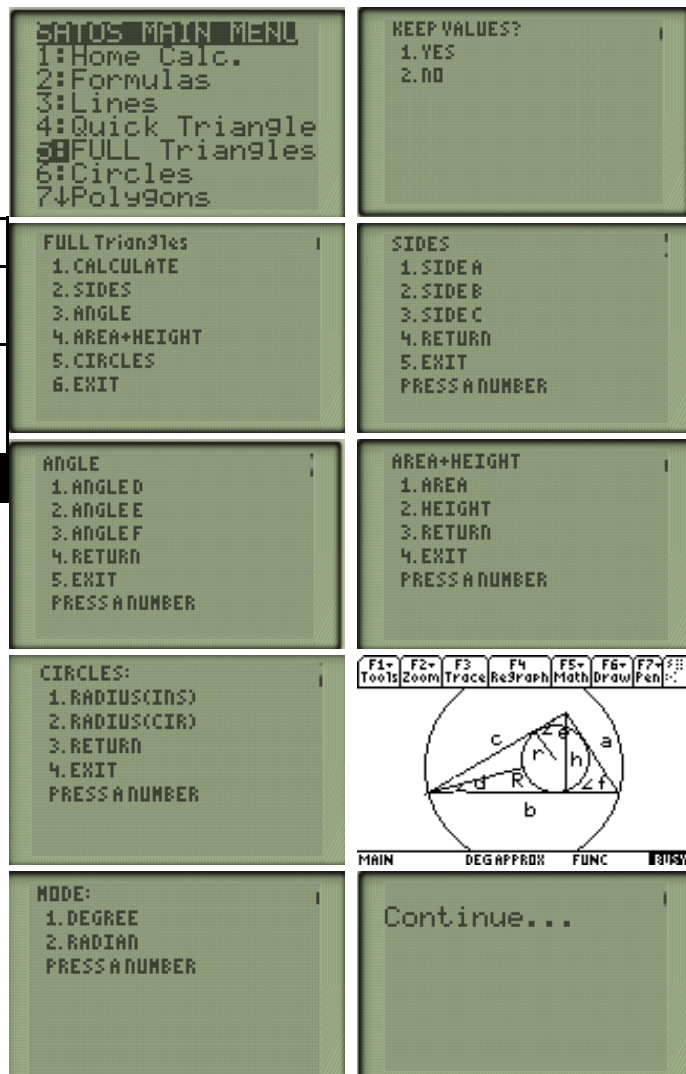 SATOS MAIN MENU
1:Home Calc.
2:Formulas
3:Lines
4:Quick Triangle
5:FULL Triangles
6:Circles
7↓Polygons
KEEP VALUES?
1.YES
2.NO
FULL Triangles
1.CALCULATE
2.SIDES
3.ANGLE
4.AREA+HEIGHT
5.CIRCLES
6.EXIT
SIDES
1.SIDE A
2.SIDE B
3.SIDE C
4.RETURN
5.EXIT
PRESS A NUMBER
ANGLE
1.ANGLE D
2.ANGLE E
3.ANGLE F
4.RETURN
5.EXIT
PRESS A NUMBER
AREA+HEIGHT
1.AREA
2.HEIGHT
3.RETURN
4.EXIT
PRESS A NUMBER
CIRCLES:
1.RADIUS(INS)
2.RADIUS(CIR)
3.RETURN
4.EXIT
PRESS A NUMBER
F1 F2 F3 F4 F5 F6 F7
Tools Zoom Trace ReGraph Math Draw Pen
c ∠e a
r h
∠d R ∠f
b
MAIN DEG APPROX FUNC BUSY
MODE:
1.DEGREE
2.RADIAN
PRESS A NUMBER
Continue...